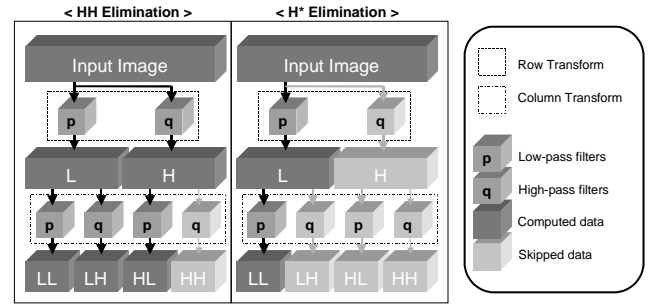 < HH Elimination > < H* Elimination >
Input Image Input Image
p q p q
L H L H
p q p q p q p q
LL LH HL HH LL LH HL HH
Row Transform
Column Transform
p Low-pass filters
q High-pass filters
Computed data
Skipped data